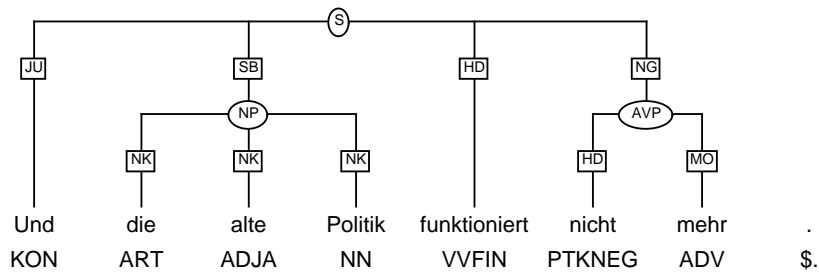 S
JU SB HD NG
NP AVP
NK NK NK HD MO
Und die alte Politik funktioniert nicht mehr .
KON ART ADJA NN VVFIN PTKNEG ADV $.